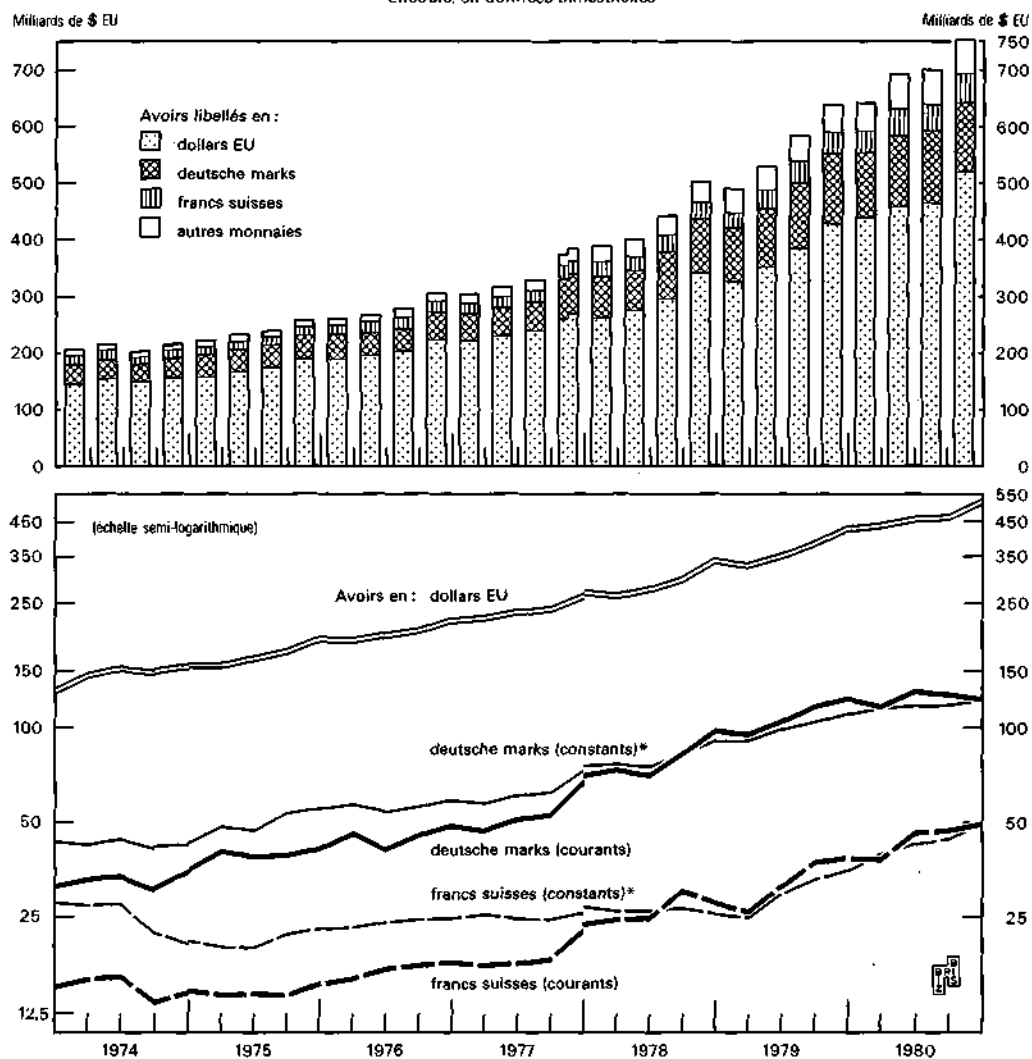 Milliards de $ EU
Milliards de $ EU
750
700
700
600
600
500
500
400
400
300
300
200
200
100
100
0
0
Avoirs libellés en :
dollars EU
deutsche marks
francs suisses
autres monnaies
(échelle semi-logarithmique)
550
460
450
350
350
250
250
150
150
100
100
50
50
25
25
12,5
Avoirs en : dollars EU
deutsche marks (constants)*
deutsche marks (courants)
francs suisses (constants)*
francs suisses (courants)
1974 1975 1976 1977 1978 1979 1980